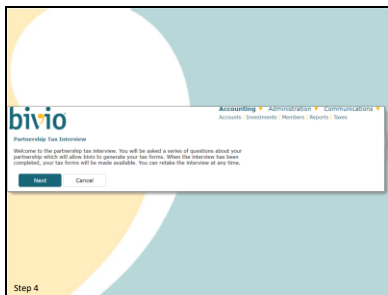 bivio
Accounting Administration Communications
Accounts | Investments | Members | Reports | Taxes
Partnership Tax Interview
Welcome to the partnership tax interview. You will be asked a series of questions about your
partnership which will allow bivio to generate your tax forms. When the interview has been
completed, your tax forms will be made available. You can retake the interview at any time.
Next Cancel
Step 4